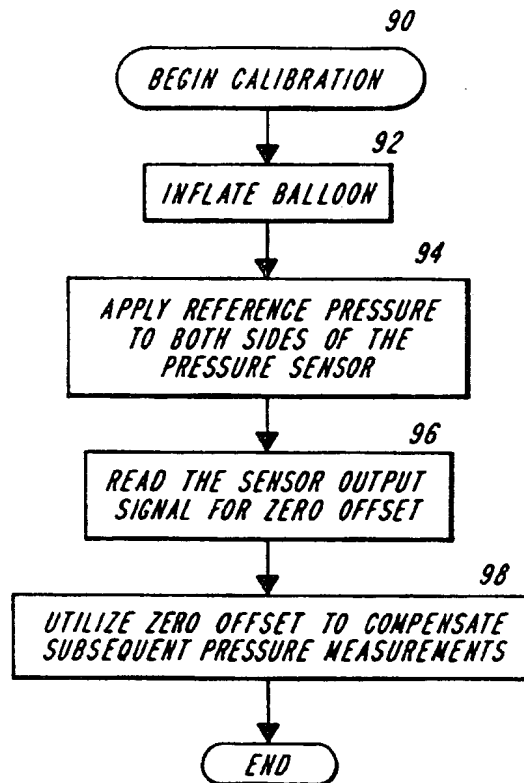 90
BEGIN CALIBRATION
92
INFLATE BALLOON
94
APPLY REFERENCE PRESSURE
TO BOTH SIDES OF THE
PRESSURE SENSOR
96
READ THE SENSOR OUTPUT
SIGNAL FOR ZERO OFFSET
98
UTILIZE ZERO OFFSET TO COMPENSATE
SUBSEQUENT PRESSURE MEASUREMENTS
END